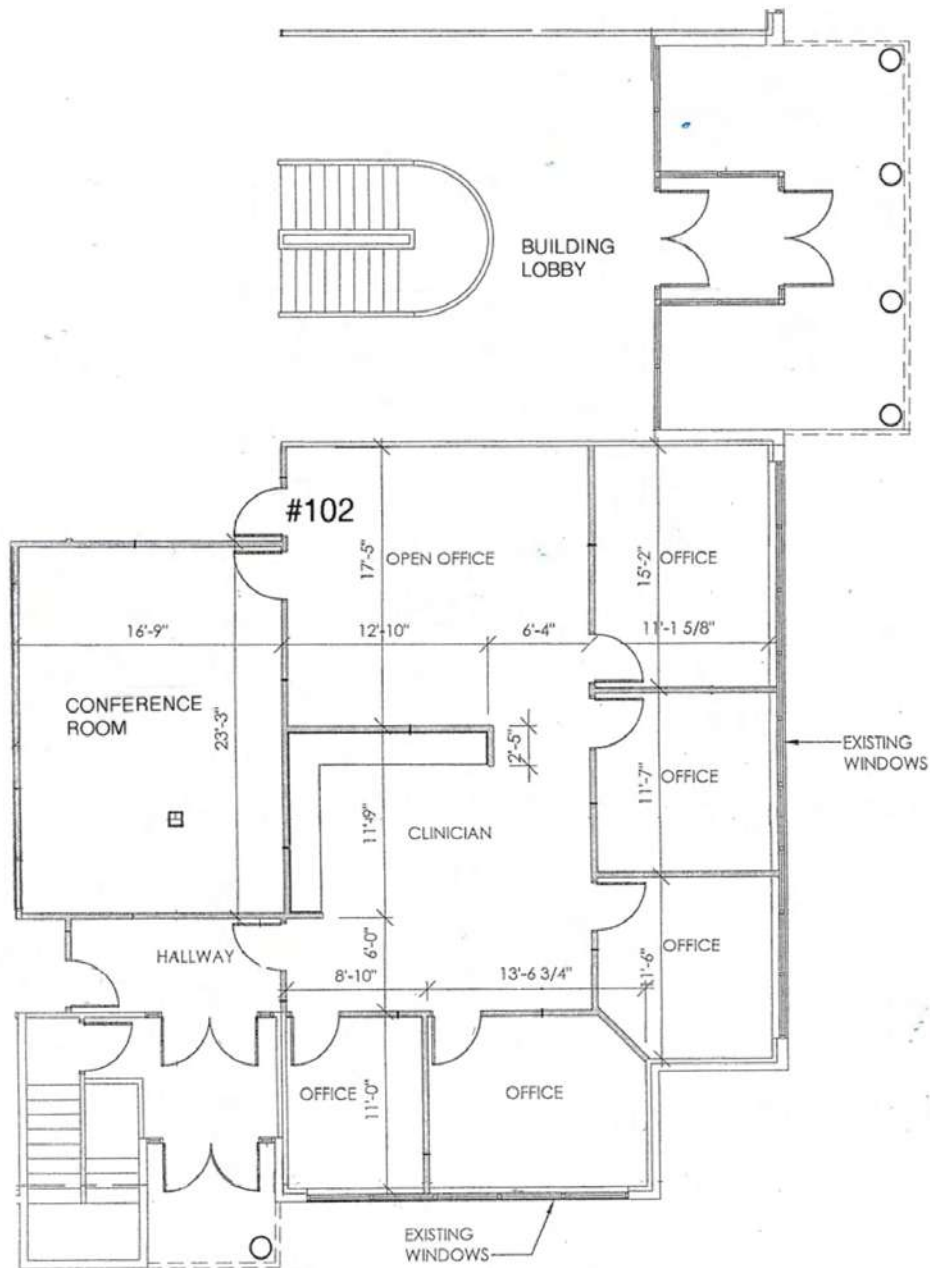 BUILDING
LOBBY
#102
17'-5"
OPEN OFFICE
15'-2"
OFFICE
16'-9"
12'-10"
6'-4"
11'-1 5/8"
CONFERENCE
ROOM
23'-3"
2'-5"
EXISTING
WINDOWS
11'-7"
OFFICE
11'-9"
CLINICIAN
HALLWAY
6'-0"
OFFICE
8'-10"
13'-6 3/4"
OFFICE
11'-0"
OFFICE
EXISTING
WINDOWS